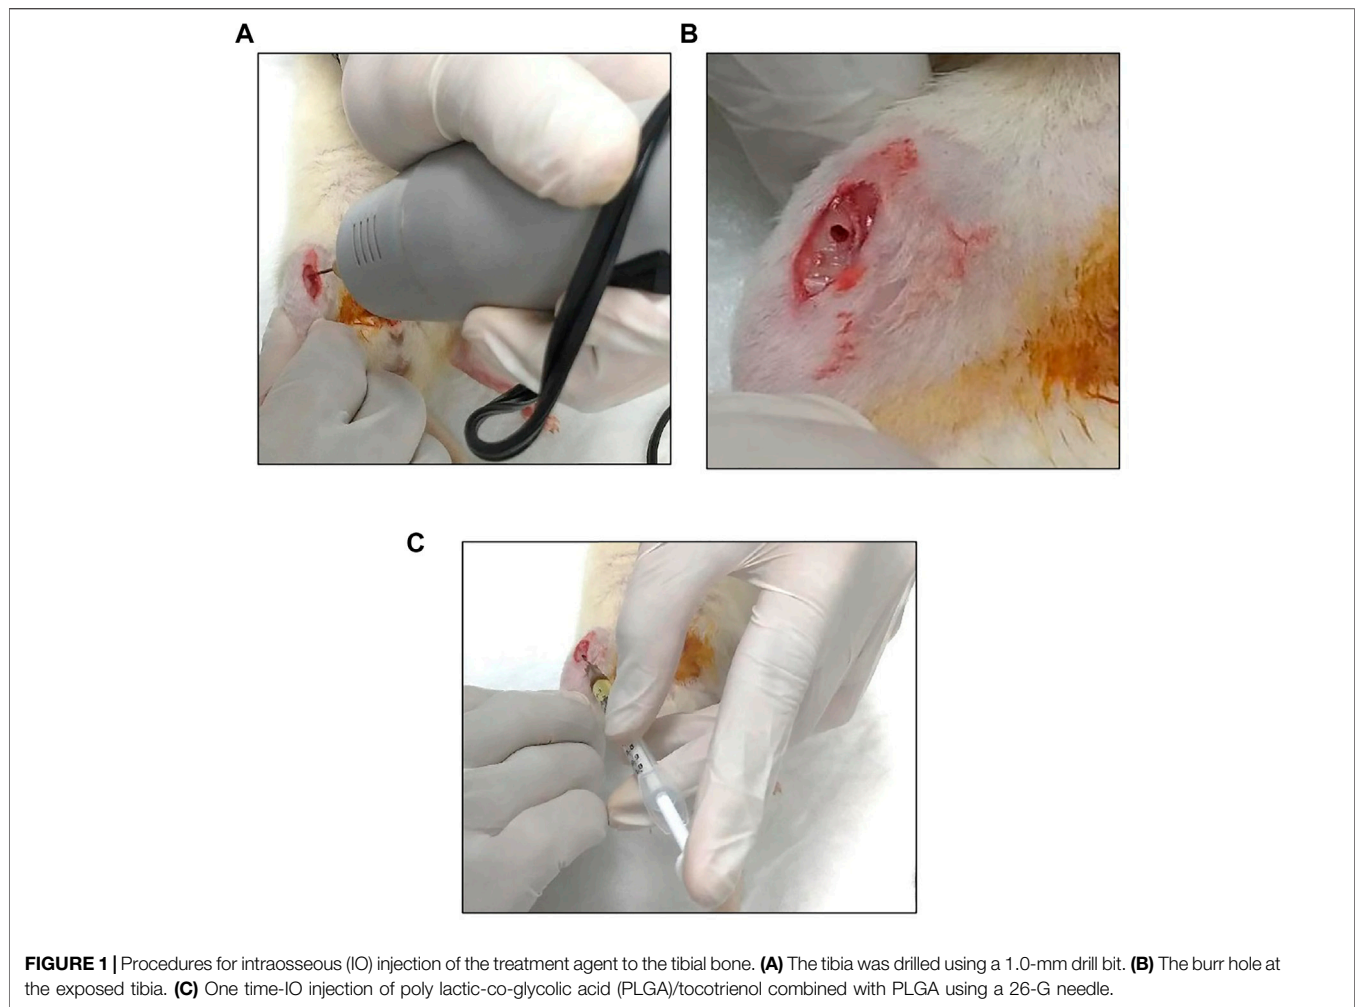 A
B
C
FIGURE 1 | Procedures for intraosseous (IO) injection of the treatment agent to the tibial bone. (A) The tibia was drilled using a 1.0-mm drill bit. (B) The burr hole at
the exposed tibia. (C) One time-IO injection of poly lactic-co-glycolic acid (PLGA)/tocotrienol combined with PLGA using a 26-G needle.